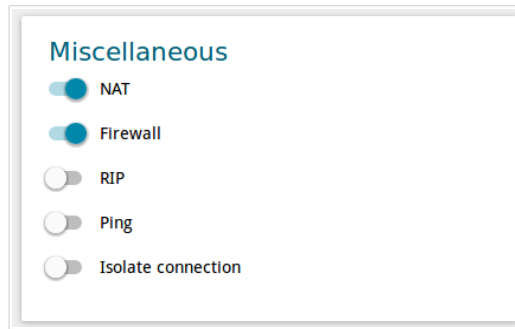 Miscellaneous
NAT
Firewall
RIP
Ping
Isolate connection